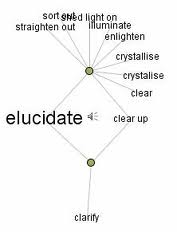 sort out
shed light on
straighten out
illuminate
enlighten
crystallise
crystalise
clear
elucidate
clear up
clarify